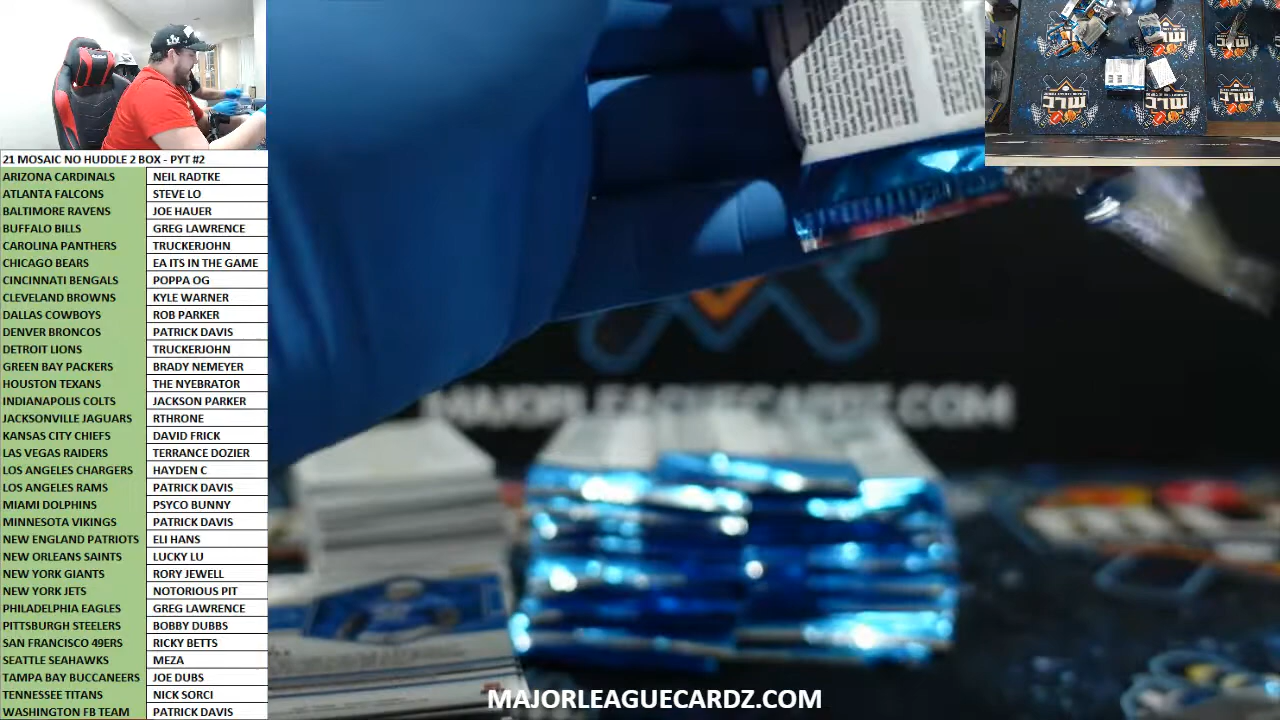 21 MOSAIC NO HUDDLE 2 BOX - PYT #2
ARIZONA CARDINALS NEIL RADTKE
ATLANTA FALCONS STEVE LO
BALTIMORE RAVENS JOE HAUER
BUFFALO BILLS GREG LAWRENCE
CAROLINA PANTHERS TRUCKERJOHN
CHICAGO BEARS EA ITS IN THE GAME
CINCINNATI BENGALS POPPA OG
CLEVELAND BROWNS KYLE WARNER
DALLAS COWBOYS ROB PARKER
DENVER BRONCOS PATRICK DAVIS
DETROIT LIONS TRUCKERJOHN
GREEN BAY PACKERS BRADY NEMEYER
HOUSTON TEXANS THE NYEBRATOR
INDIANAPOLIS COLTS JACKSON PARKER
JACKSONVILLE JAGUARS RTHRONE
KANSAS CITY CHIEFS DAVID FRICK
LAS VEGAS RAIDERS TERRANCE DOZIER
LOS ANGELES CHARGERS HAYDEN C
LOS ANGELES RAMS PATRICK DAVIS
MIAMI DOLPHINS PSYCO BUNNY
MINNESOTA VIKINGS PATRICK DAVIS
NEW ENGLAND PATRIOTS ELI HANS
NEW ORLEANS SAINTS LUCKY LU
NEW YORK GIANTS RORY JEWELL
NEW YORK JETS NOTORIOUS PIT
PHILADELPHIA EAGLES GREG LAWRENCE
PITTSBURGH STEELERS BOBBY DUBBS
SAN FRANCISCO 49ERS RICKY BETTS
SEATTLE SEAHAWKS MEZA
TAMPA BAY BUCCANEERS JOE DUBS
TENNESSEE TITANS NICK SORCI
WASHINGTON FB TEAM PATRICK DAVIS
MAJORLEAGUECARDZ.COM
MAJORLEAGUECARDZ.COM